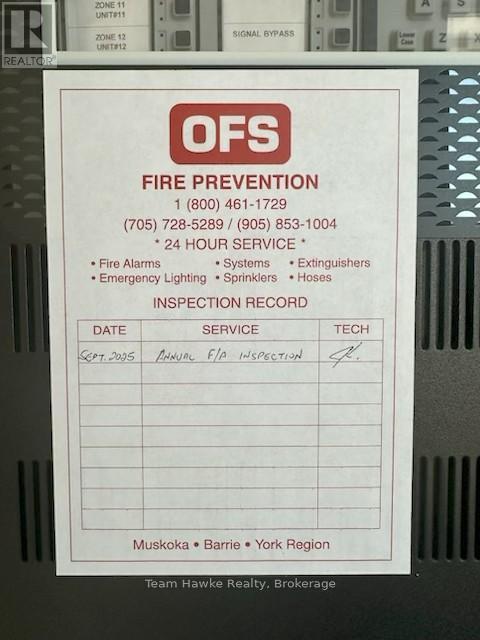 ZONE 11
UNIT#11
ZONE 12
UNIT#12
SIGNAL BYPASS
A S
Lower
Case
Z X
R
REALTOR®
OFS
FIRE PREVENTION
1 (800) 461-1729
(705) 728-5289 / (905) 853-1004
* 24 HOUR SERVICE *
• Fire Alarms • Systems • Extinguishers
• Emergency Lighting • Sprinklers • Hoses
INSPECTION RECORD
DATE SERVICE TECH
SEPT. 2025 ANNUAL F/A INSPECTION
Muskoka • Barrie • York Region
Team Hawke Realty, Brokerage